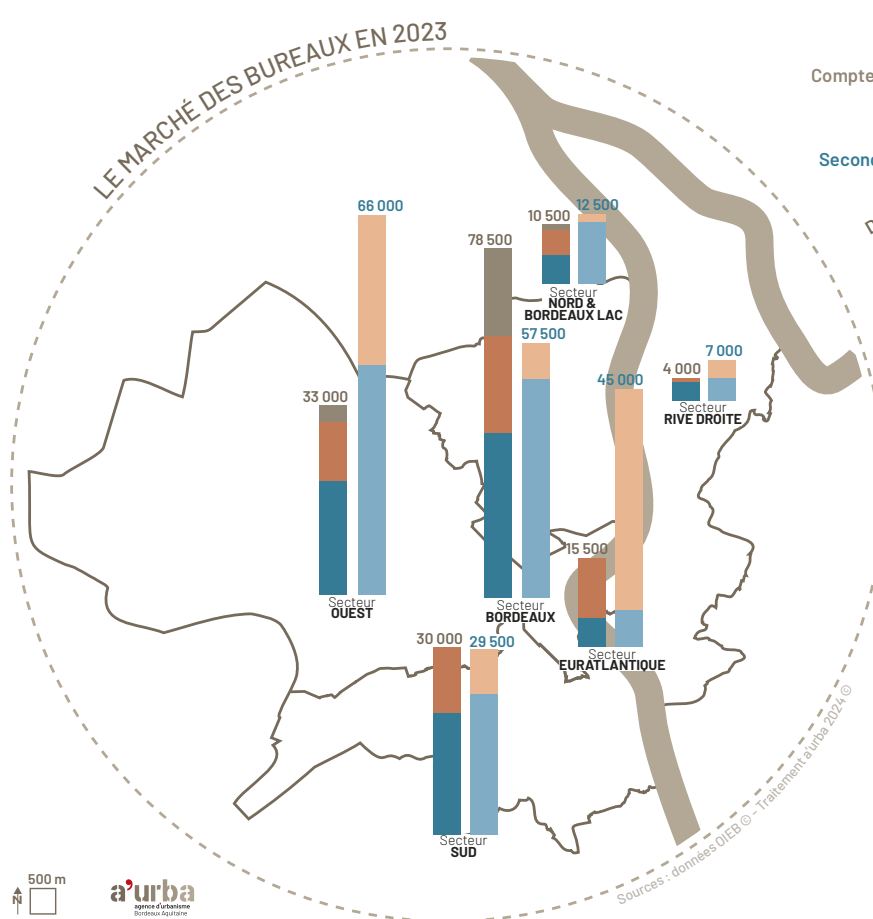 LE MARCHÉ DES BUREAUX EN 2023
Compte
Secon
66 000
33 000
Secteur
OUEST
78 500
57 500
Secteur
BORDEAUX
10 500
12 500
Secteur
NORD &
BORDEAUX LAC
4 000
7 000
Secteur
RIVE DROITE
45 000
15 500
Secteur
EURATLANTIQUE
30 000
29 500
Secteur
SUD
Sources : données OIEB © - Traitement a'urba 2024 ©
500 m
N
a'urba
agence d'urbanisme
Bordeaux Aquitaine